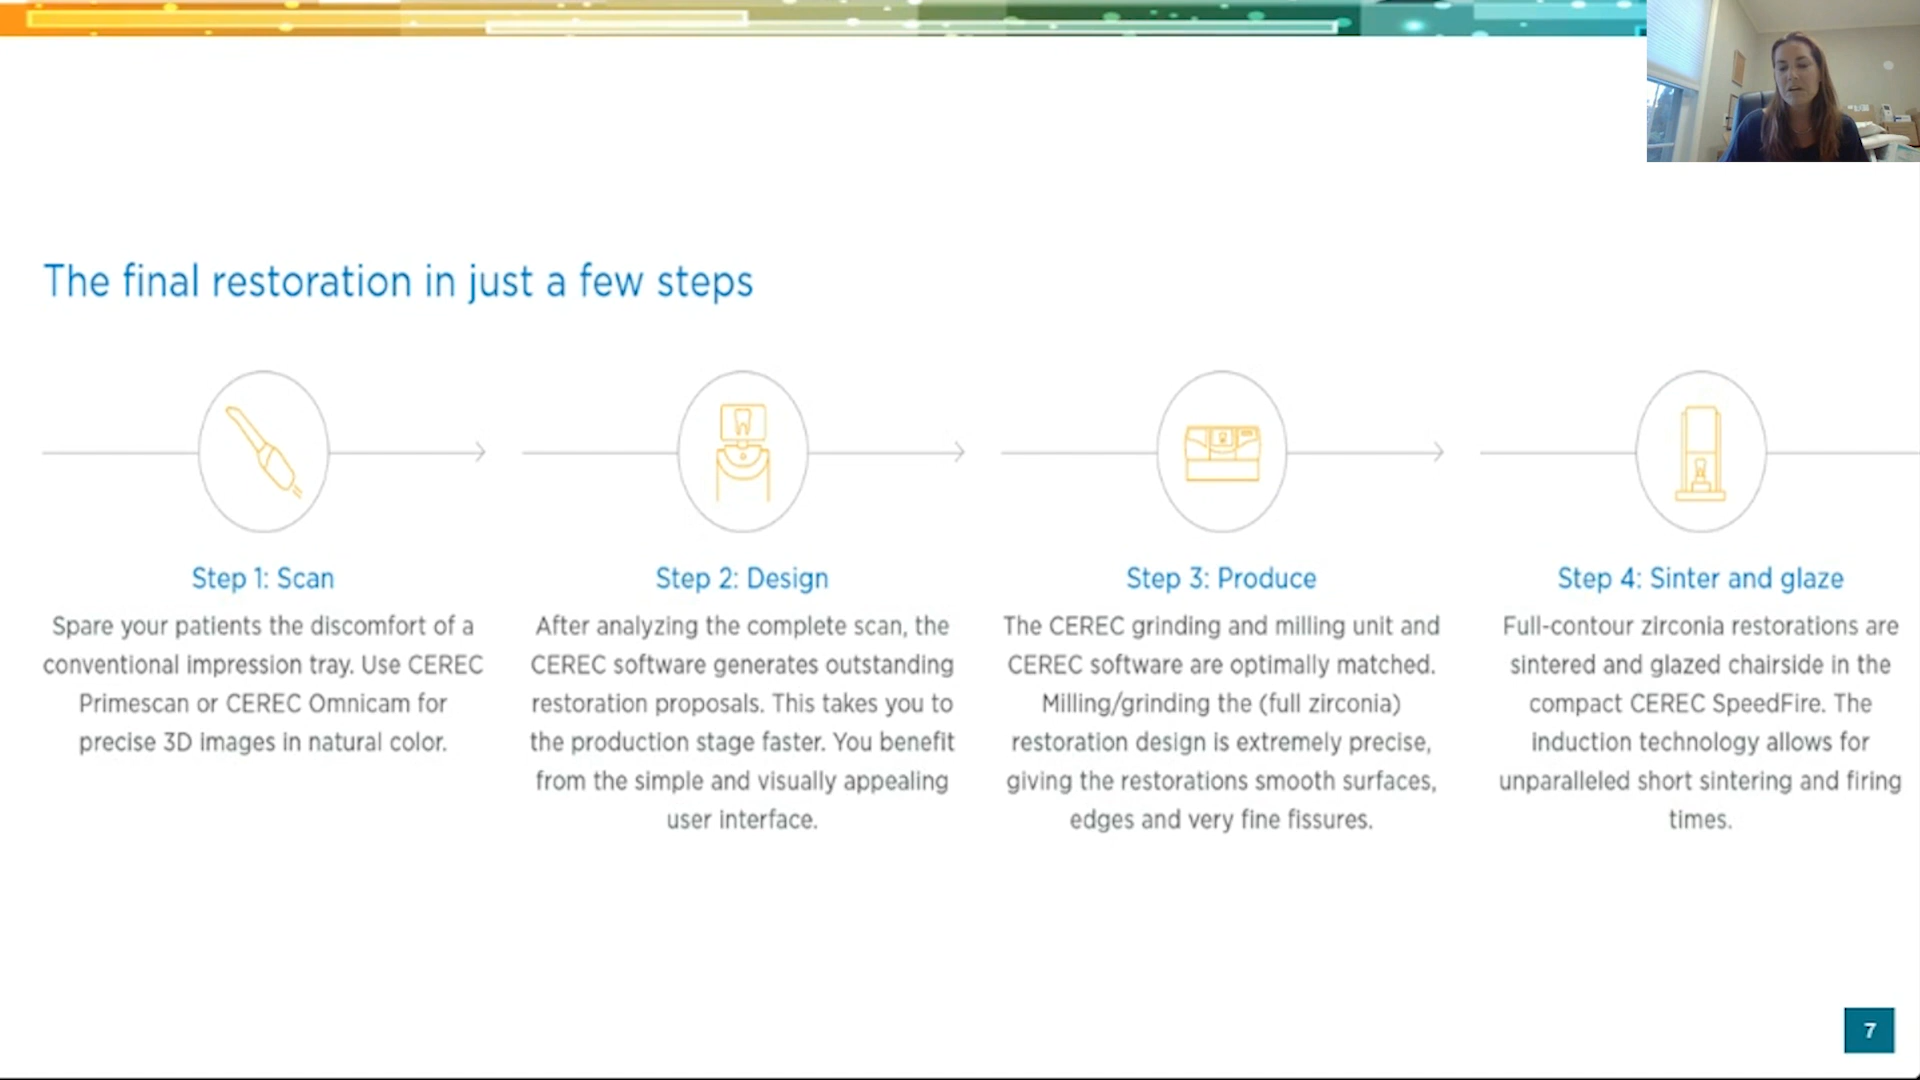 The final restoration in just a few steps
Step 1: Scan
Spare your patients the discomfort of a
conventional impression tray. Use CEREC
Primescan or CEREC Omnicam for
precise 3D images in natural color.
Step 2: Design
After analyzing the complete scan, the
CEREC software generates outstanding
restoration proposals. This takes you to
the production stage faster. You benefit
from the simple and visually appealing
user interface.
Step 3: Produce
The CEREC grinding and milling unit and
CEREC software are optimally matched.
Milling/grinding the (full zirconia)
restoration design is extremely precise,
giving the restorations smooth surfaces,
edges and very fine fissures.
Step 4: Sinter and glaze
Full-contour zirconia restorations are
sintered and glazed chairside in the
compact CEREC SpeedFire. The
induction technology allows for
unparalleled short sintering and firing
times.
7